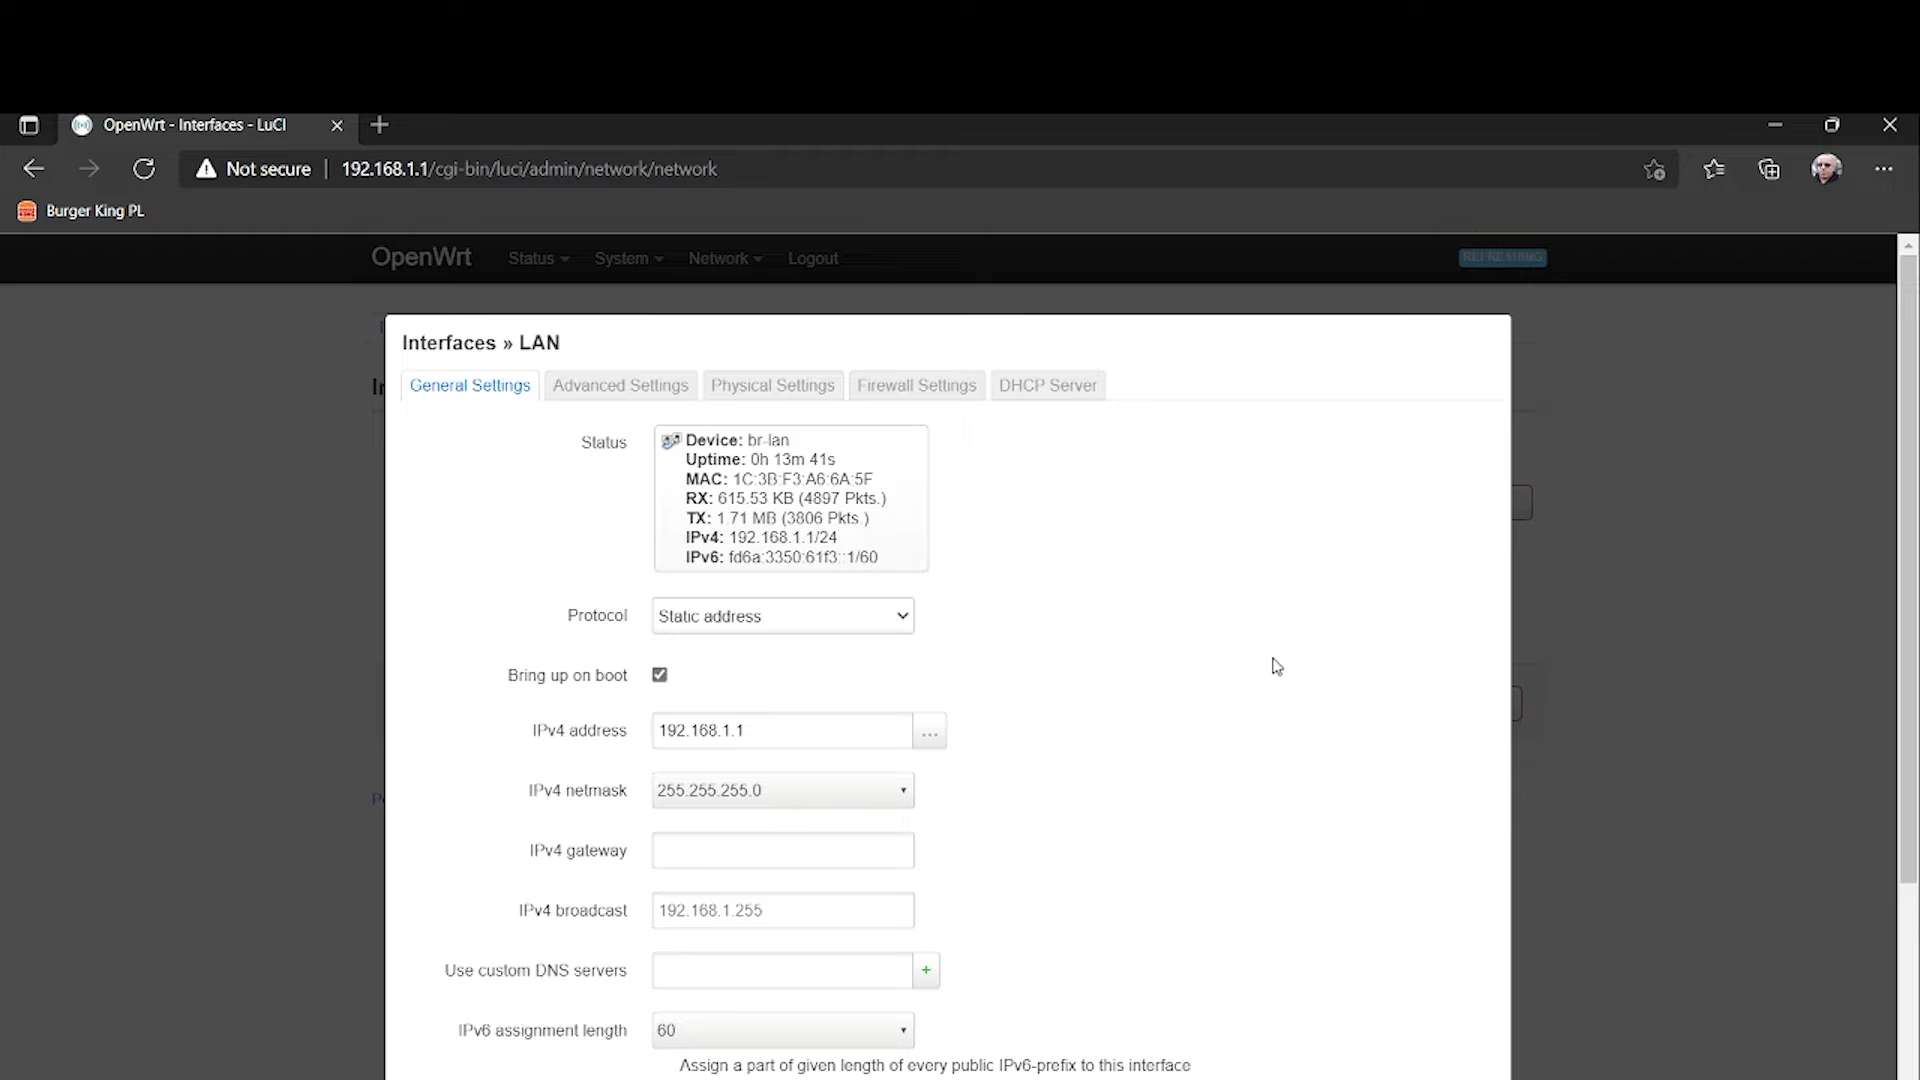 OpenWrt - Interfaces - LuCI
Not secure | 192.168.1.1/cgi-bin/luci/admin/network/network
Burger King PL
OpenWrt Status System Network Logout REFRESHING
Interfaces » LAN
General Settings Advanced Settings Physical Settings Firewall Settings DHCP Server
Status
Device: br-lan
Uptime: 0h 13m 41s
MAC: 1C:3B:F3:A6:6A:5F
RX: 615.53 KB (4897 Pkts.)
TX: 1.71 MB (3806 Pkts.)
IPv4: 192.168.1.1/24
IPv6: fd6a:3350:61f3::1/60
Protocol Static address
Bring up on boot
IPv4 address 192.168.1.1 ...
IPv4 netmask 255.255.255.0
IPv4 gateway
IPv4 broadcast 192.168.1.255
Use custom DNS servers +
IPv6 assignment length 60
Assign a part of given length of every public IPv6-prefix to this interface